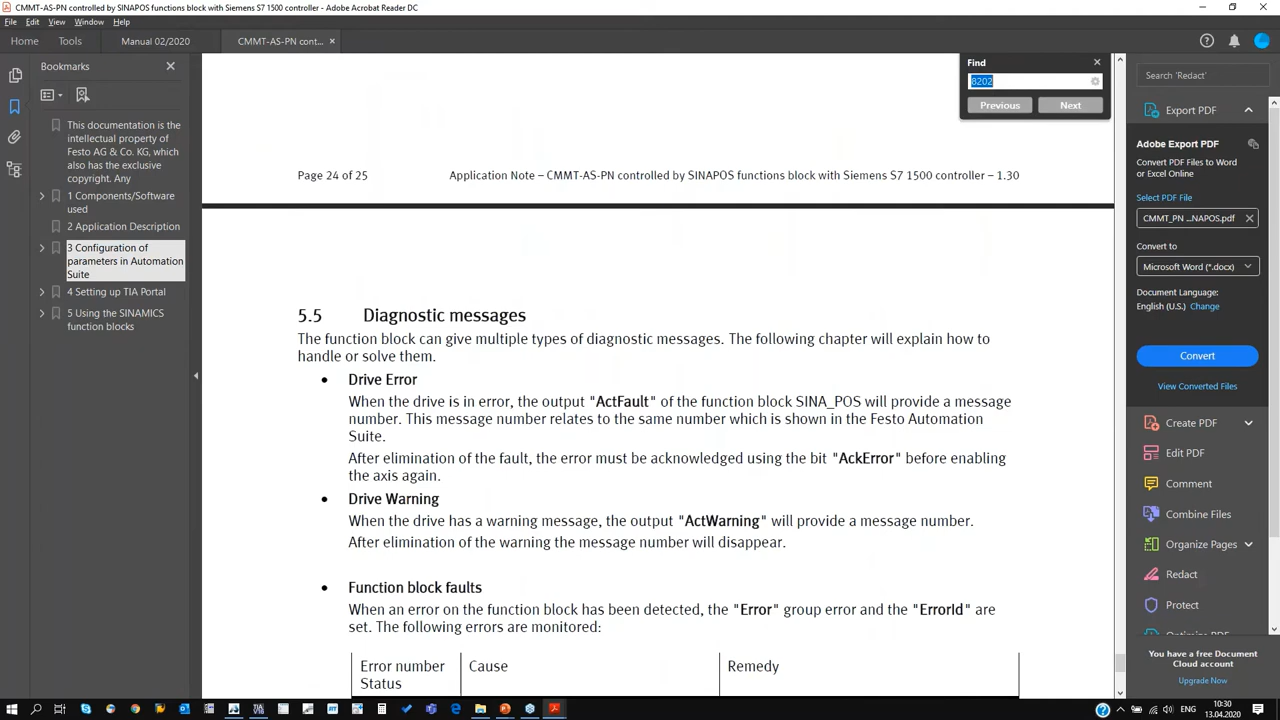 CMMT-AS-PN controlled by SINAPOS functions block with Siemens S7 1500 controller - Adobe Acrobat Reader DC
File Edit View Window Help
Home Tools Manual 02/2020 CMMT-AS-PN cont... ×
Bookmarks
This documentation is the
intellectual property of
Festo AG & Co. KG, which
also has the exclusive
copyright. Any
1 Components/Software
used
2 Application Description
3 Configuration of
parameters in Automation
Suite
4 Setting up TIA Portal
5 Using the SINAMICS
function blocks
Find
8202
Previous Next
Page 24 of 25 Application Note – CMMT-AS-PN controlled by SINAPOS functions block with Siemens S7 1500 controller – 1.30
5.5 Diagnostic messages
The function block can give multiple types of diagnostic messages. The following chapter will explain how to
handle or solve them.
• Drive Error
When the drive is in error, the output "ActFault" of the function block SINA_POS will provide a message
number. This message number relates to the same number which is shown in the Festo Automation
Suite.
After elimination of the fault, the error must be acknowledged using the bit "AckError" before enabling
the axis again.
• Drive Warning
When the drive has a warning message, the output "ActWarning" will provide a message number.
After elimination of the warning the message number will disappear.
• Function block faults
When an error on the function block has been detected, the "Error" group error and the "ErrorId" are
set. The following errors are monitored:
Error number Cause Remedy
Status
Search 'Redact'
Export PDF
Adobe Export PDF
Convert PDF Files to Word
or Excel Online
Select PDF File
CMMT_PN ...NAPOS.pdf
Convert to
Microsoft Word (*.docx)
Document Language:
English (U.S.) Change
Convert
View Converted Files
Create PDF
Edit PDF
Comment
Combine Files
Organize Pages
Redact
Protect
Optimize PDF
You have a free Document
Cloud account
Upgrade Now
10:30
13.04.2020